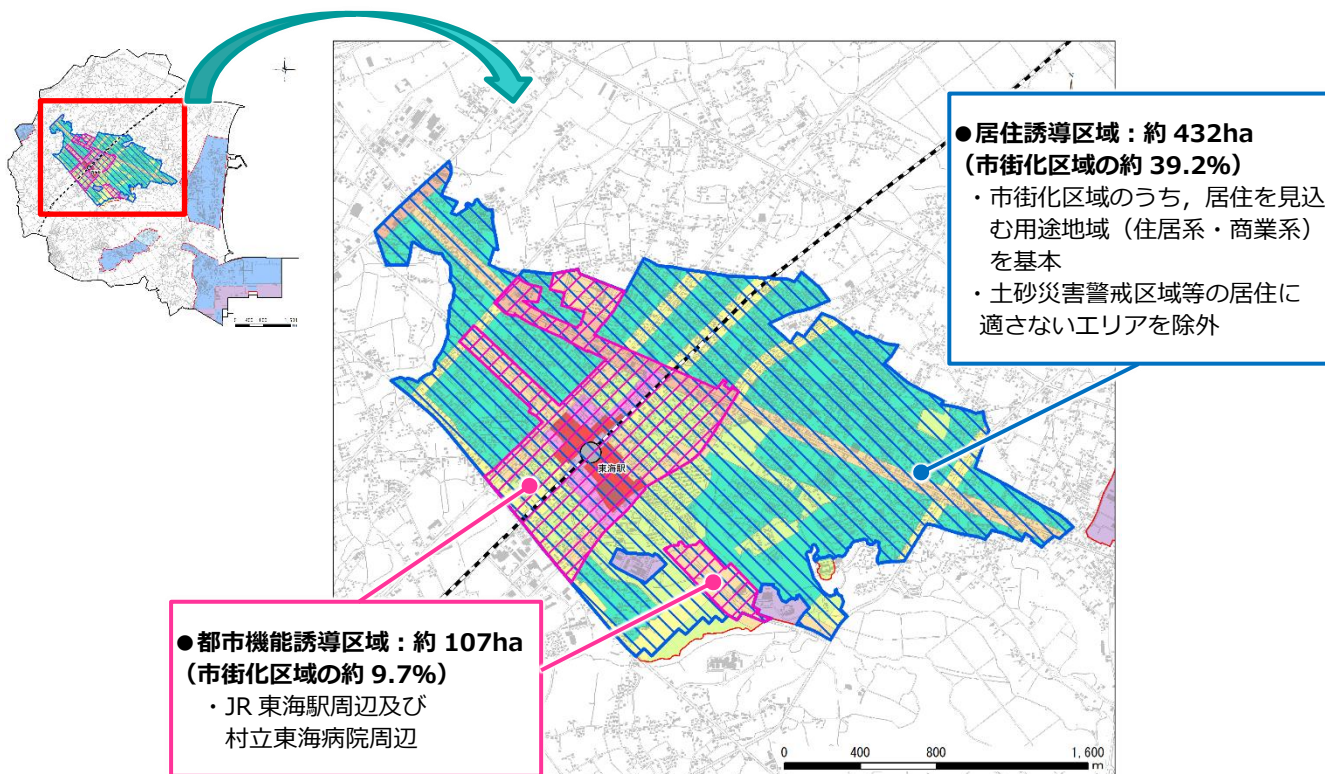 ●居住誘導区域：約 432ha
（市街化区域の約 39.2%）
・市街化区域のうち，居住を見込
む用途地域（住居系・商業系）
を基本
・土砂災害警戒区域等の居住に
適さないエリアを除外
東海駅
●都市機能誘導区域：約 107ha
（市街化区域の約 9.7%）
・JR 東海駅周辺及び
村立東海病院周辺
0 400 800 1,600
m